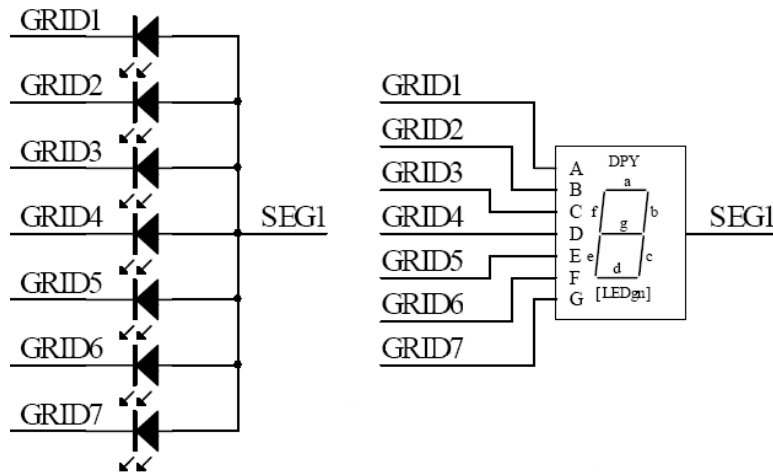 GRID1
GRID2
GRID3
GRID4
SEG1
GRID5
GRID6
GRID7
GRID1
GRID2
GRID3
GRID4
GRID5
GRID6
GRID7
DPY
A
B
C
D
E
F
G
a
f
b
g
e
c
d
[LEDgn]
SEG1